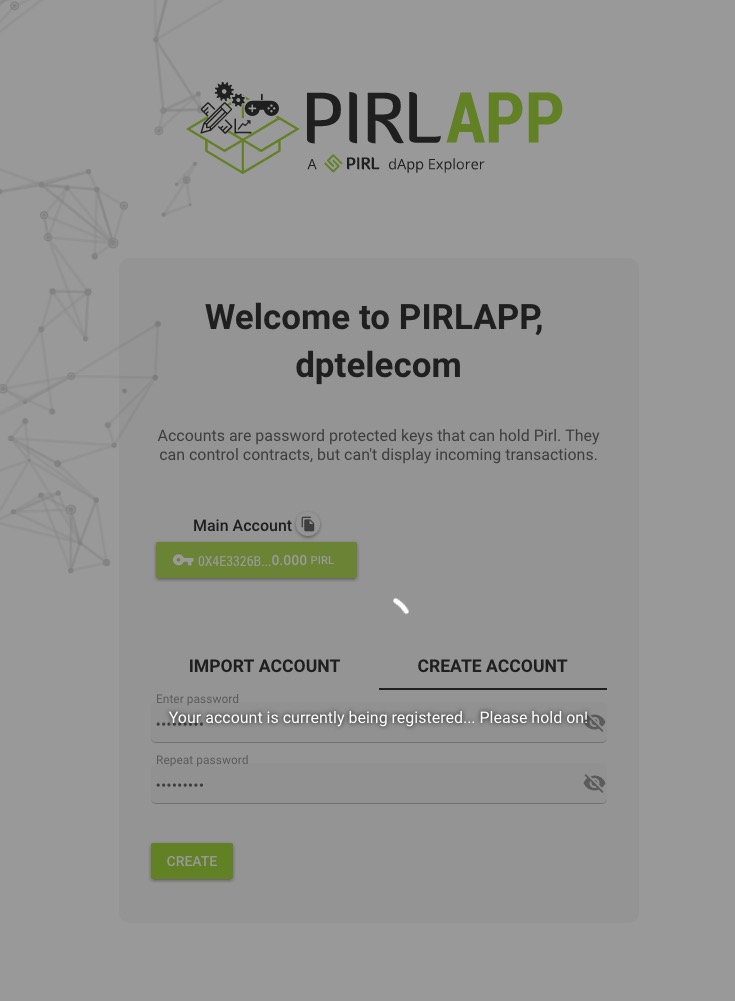 PIRLAPP
A PIRL dApp Explorer
Welcome to PIRLAPP,
dptelecom
Accounts are password protected keys that can hold Pirl. They
can control contracts, but can't display incoming transactions.
Main Account
0X4E3326B...0.000 PIRL
IMPORT ACCOUNT
CREATE ACCOUNT
Enter password
Your account is currently being registered... Please hold on!
•••••••••
Repeat password
•••••••••
CREATE